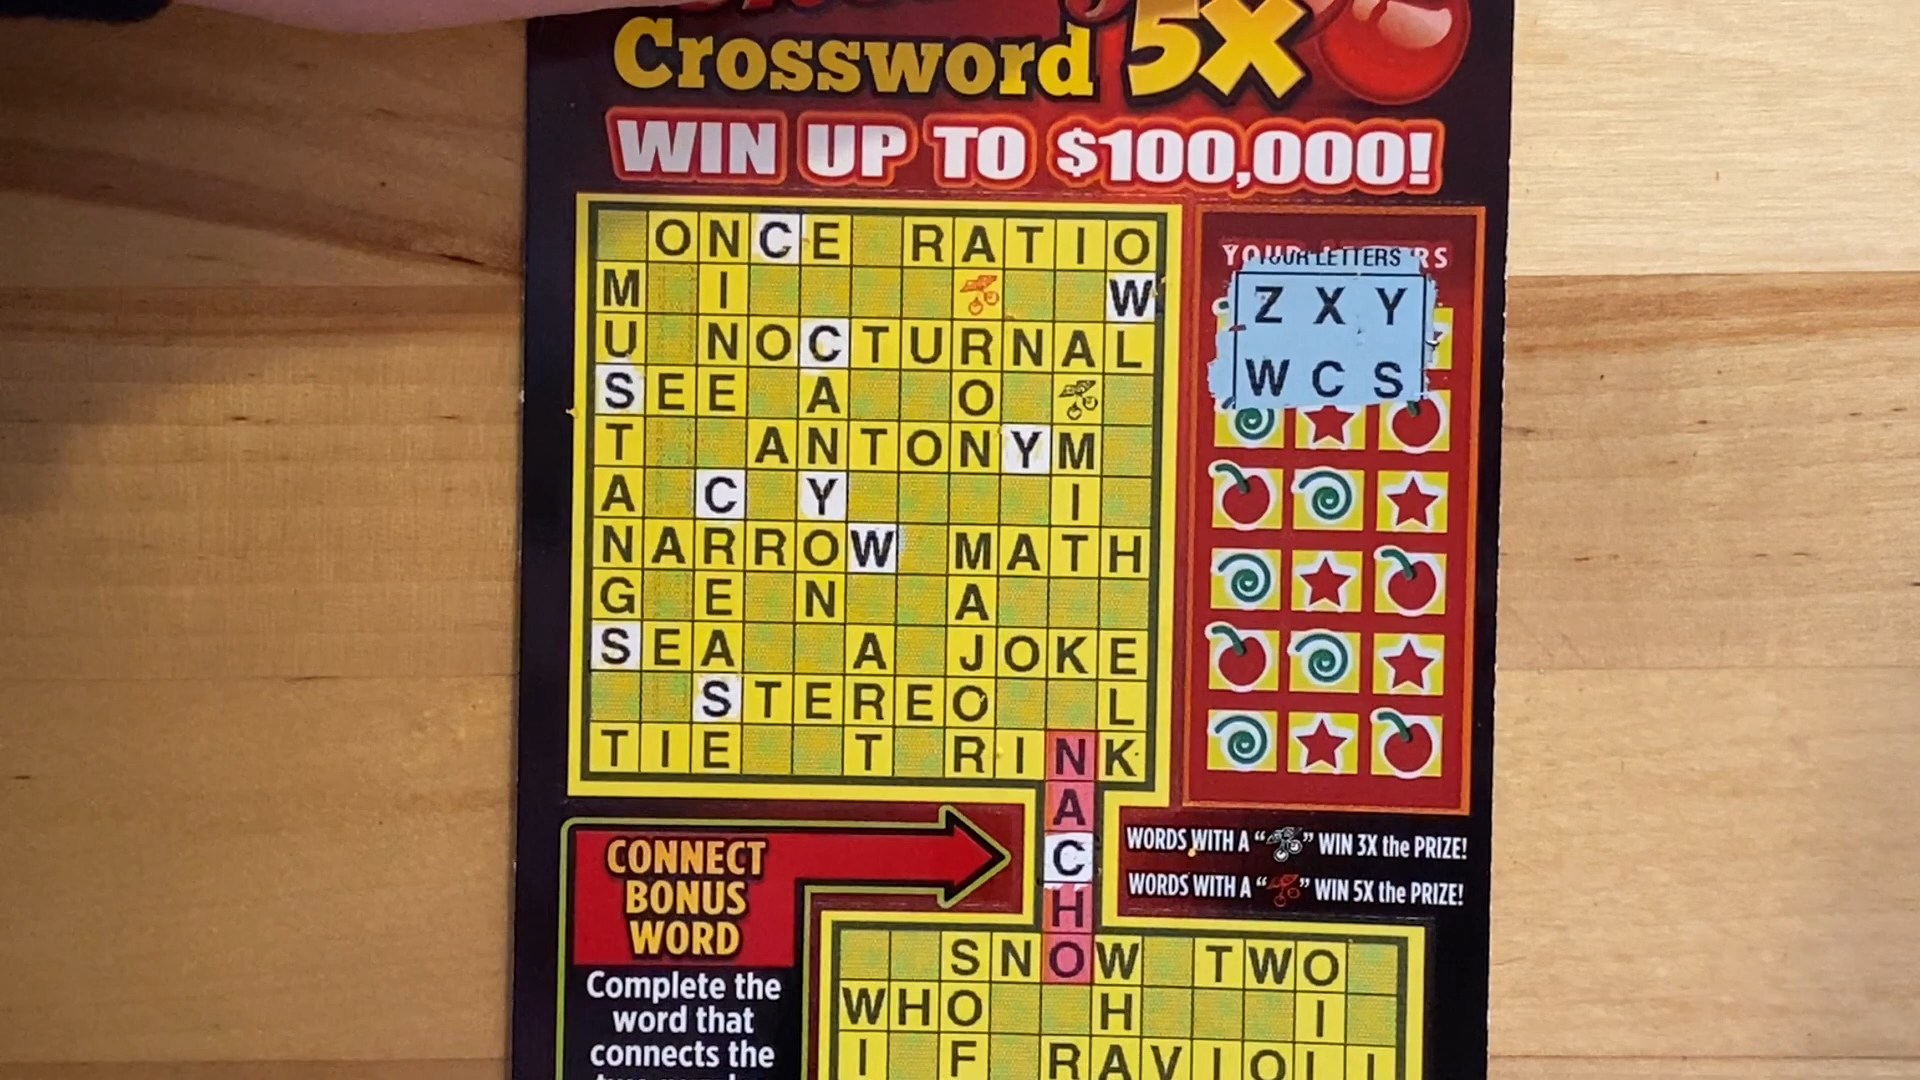 Crossword 5X
WIN UP TO $100,000!
ONCE RATIO
M I W
U NOCTURNAL
SEE A O
T ANTONYM
A C Y I
NARROW MATH
G E N A
SEA A JOKE
STEREO L
TIE T RINK
A
C
H
SNOW TWO
WHO H I
I F RAVIOLI
YOUR LETTERS
Z X Y
W C S
WORDS WITH A “ ” WIN 3X the PRIZE!
WORDS WITH A “ ” WIN 5X the PRIZE!
CONNECT
BONUS
WORD
Complete the
word that
connects the